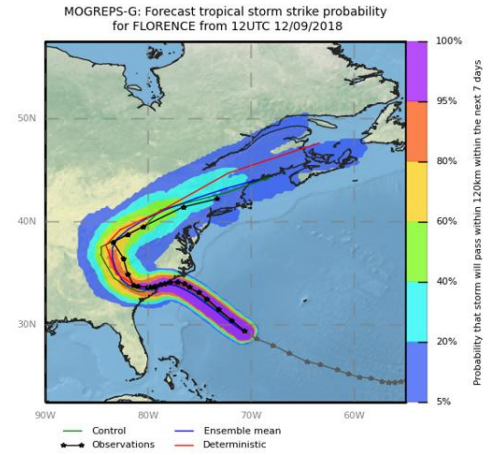 MOGREPS-G: Forecast tropical storm strike probability
for FLORENCE from 12UTC 12/09/2018
100%
95%
80%
60%
40%
20%
5%
Probability that storm will pass within 120km within the next 7 days
50N
40N
30N
90W
80W
70W
60W
Control
Ensemble mean
Observations
Deterministic